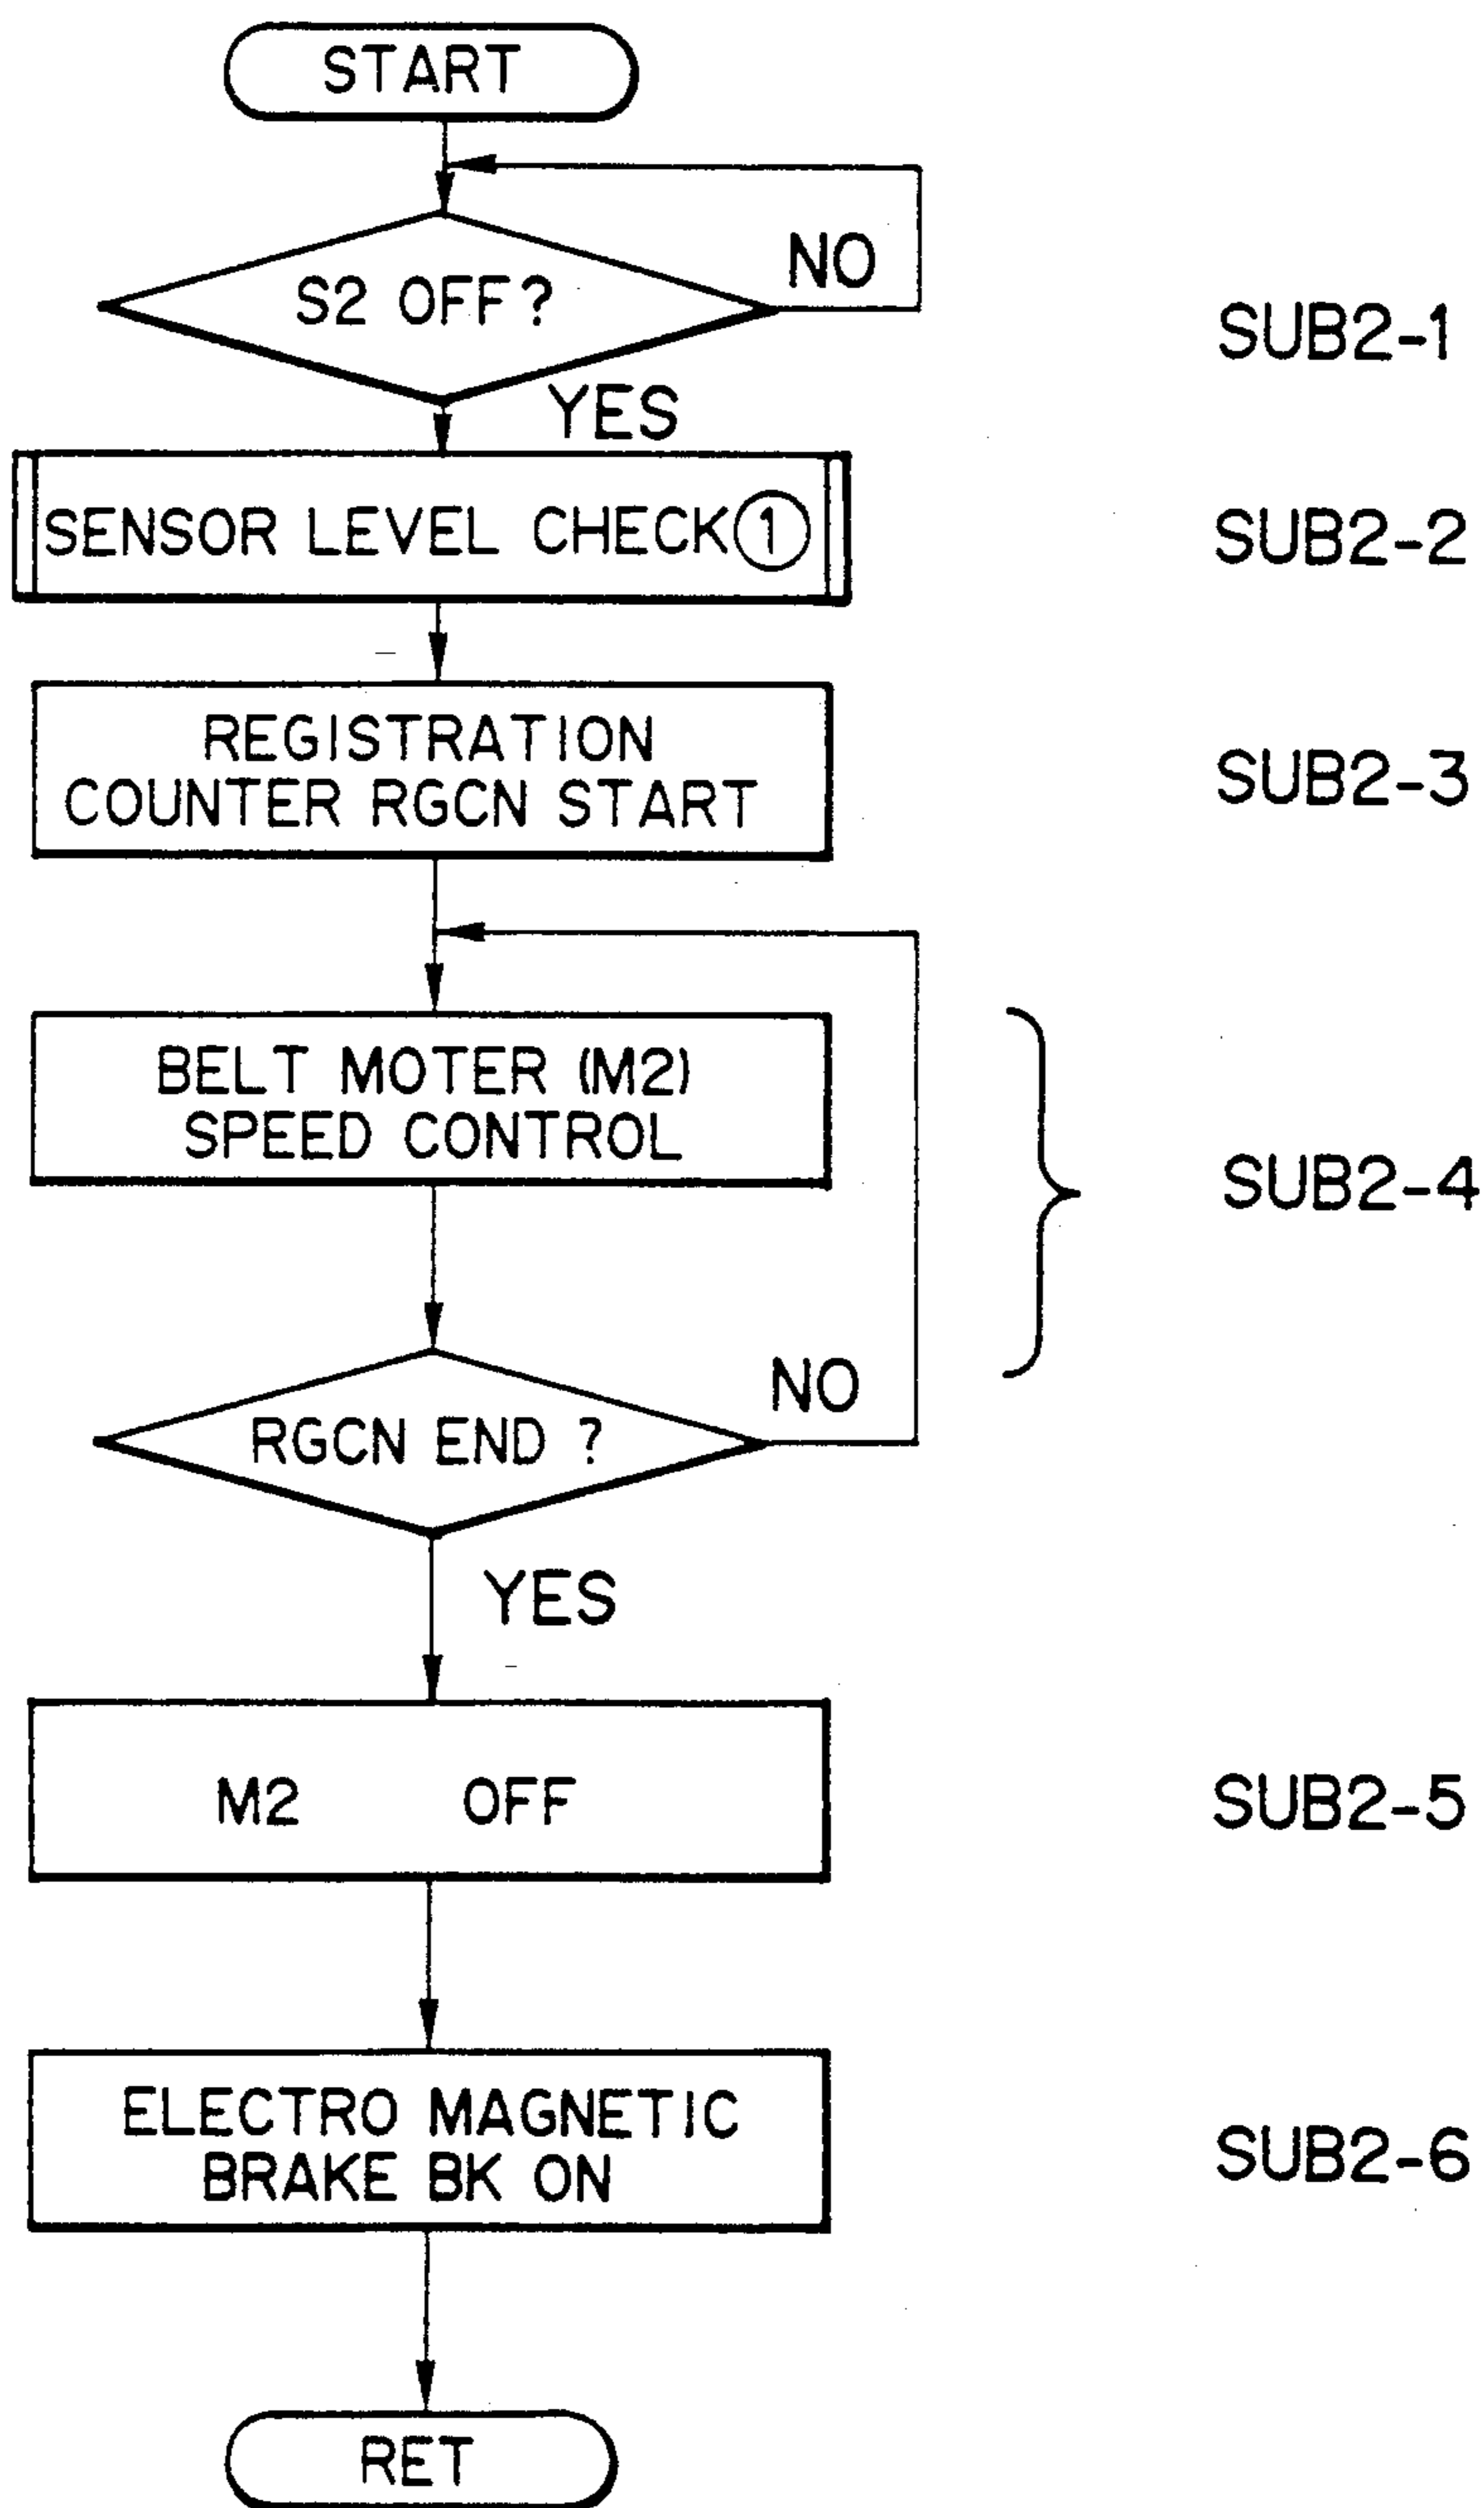 START
S2 OFF?
NO
SUB2-1
YES
SENSOR LEVEL CHECK①
SUB2-2
REGISTRATION
COUNTER RGCN START
SUB2-3
BELT MOTER (M2)
SPEED CONTROL
SUB2-4
NO
RGCN END ?
YES
M2 OFF
SUB2-5
ELECTRO MAGNETIC
BRAKE BK ON
SUB2-6
RET